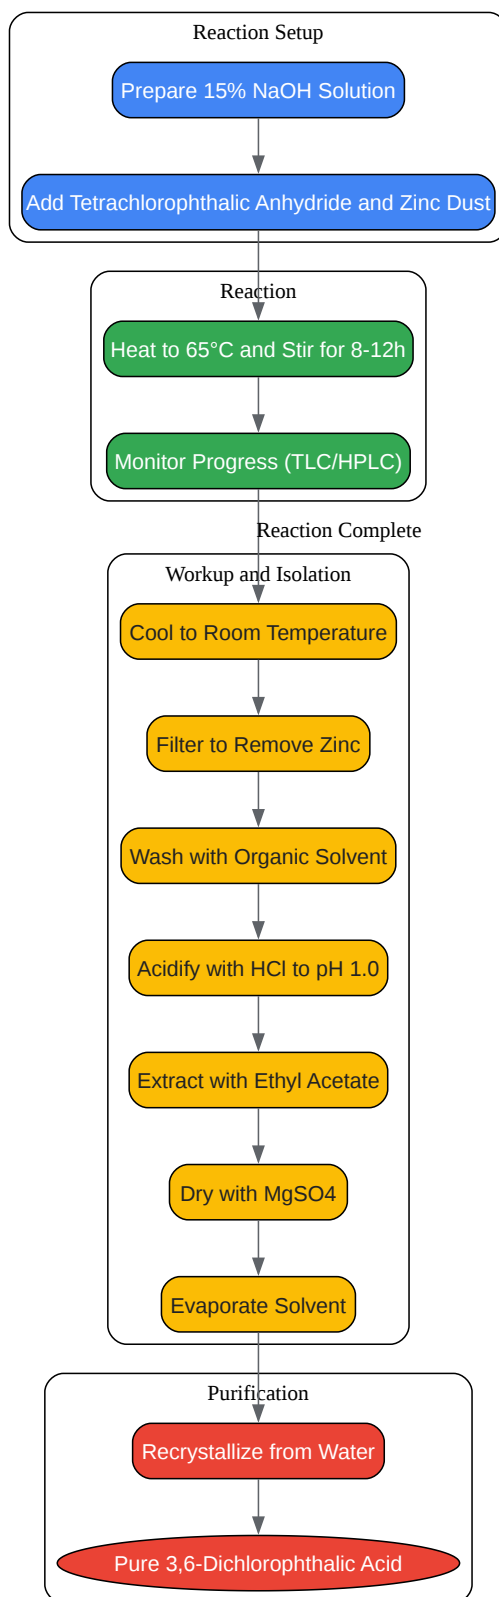 Reaction Setup
Prepare 15% NaOH Solution
Add Tetrachlorophthalic Anhydride and Zinc Dust
Reaction
Heat to 65°C and Stir for 8-12h
Monitor Progress (TLC/HPLC)
Reaction Complete
Workup and Isolation
Cool to Room Temperature
Filter to Remove Zinc
Wash with Organic Solvent
Acidify with HCl to pH 1.0
Extract with Ethyl Acetate
Dry with MgSO4
Evaporate Solvent
Purification
Recrystallize from Water
Pure 3,6-Dichlorophthalic Acid